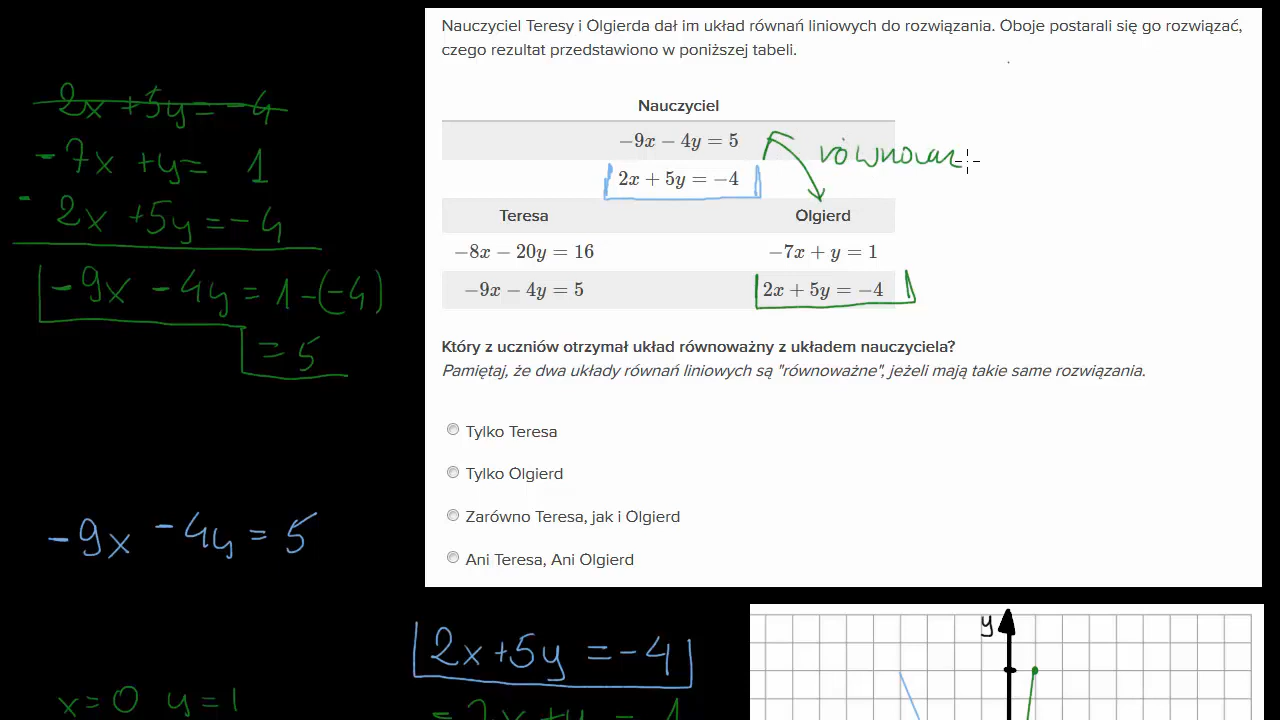 Nauczyciel Teresy i Olgierda dał im układ równań liniowych do rozwiązania. Oboje postarali się go rozwiązać,
czego rezultat przedstawiono w poniższej tabeli.
Nauczyciel
−9x − 4y = 5
2x + 5y = −4
równoważ
Teresa
Olgierd
−8x − 20y = 16
−7x + y = 1
−9x − 4y = 5
2x + 5y = −4
Który z uczniów otrzymał układ równoważny z układem nauczyciela?
Pamiętaj, że dwa układy równań liniowych są "równoważne", jeżeli mają takie same rozwiązania.
Tylko Teresa
Tylko Olgierd
Zarówno Teresa, jak i Olgierd
Ani Teresa, Ani Olgierd
2x + 5y = −4
−7x + y = 1
− 2x + 5y = −4
−9x − 4y = 1 − (−4)
= 5
−9x − 4y = 5
2x + 5y = −4
x = 0 y = 1
y